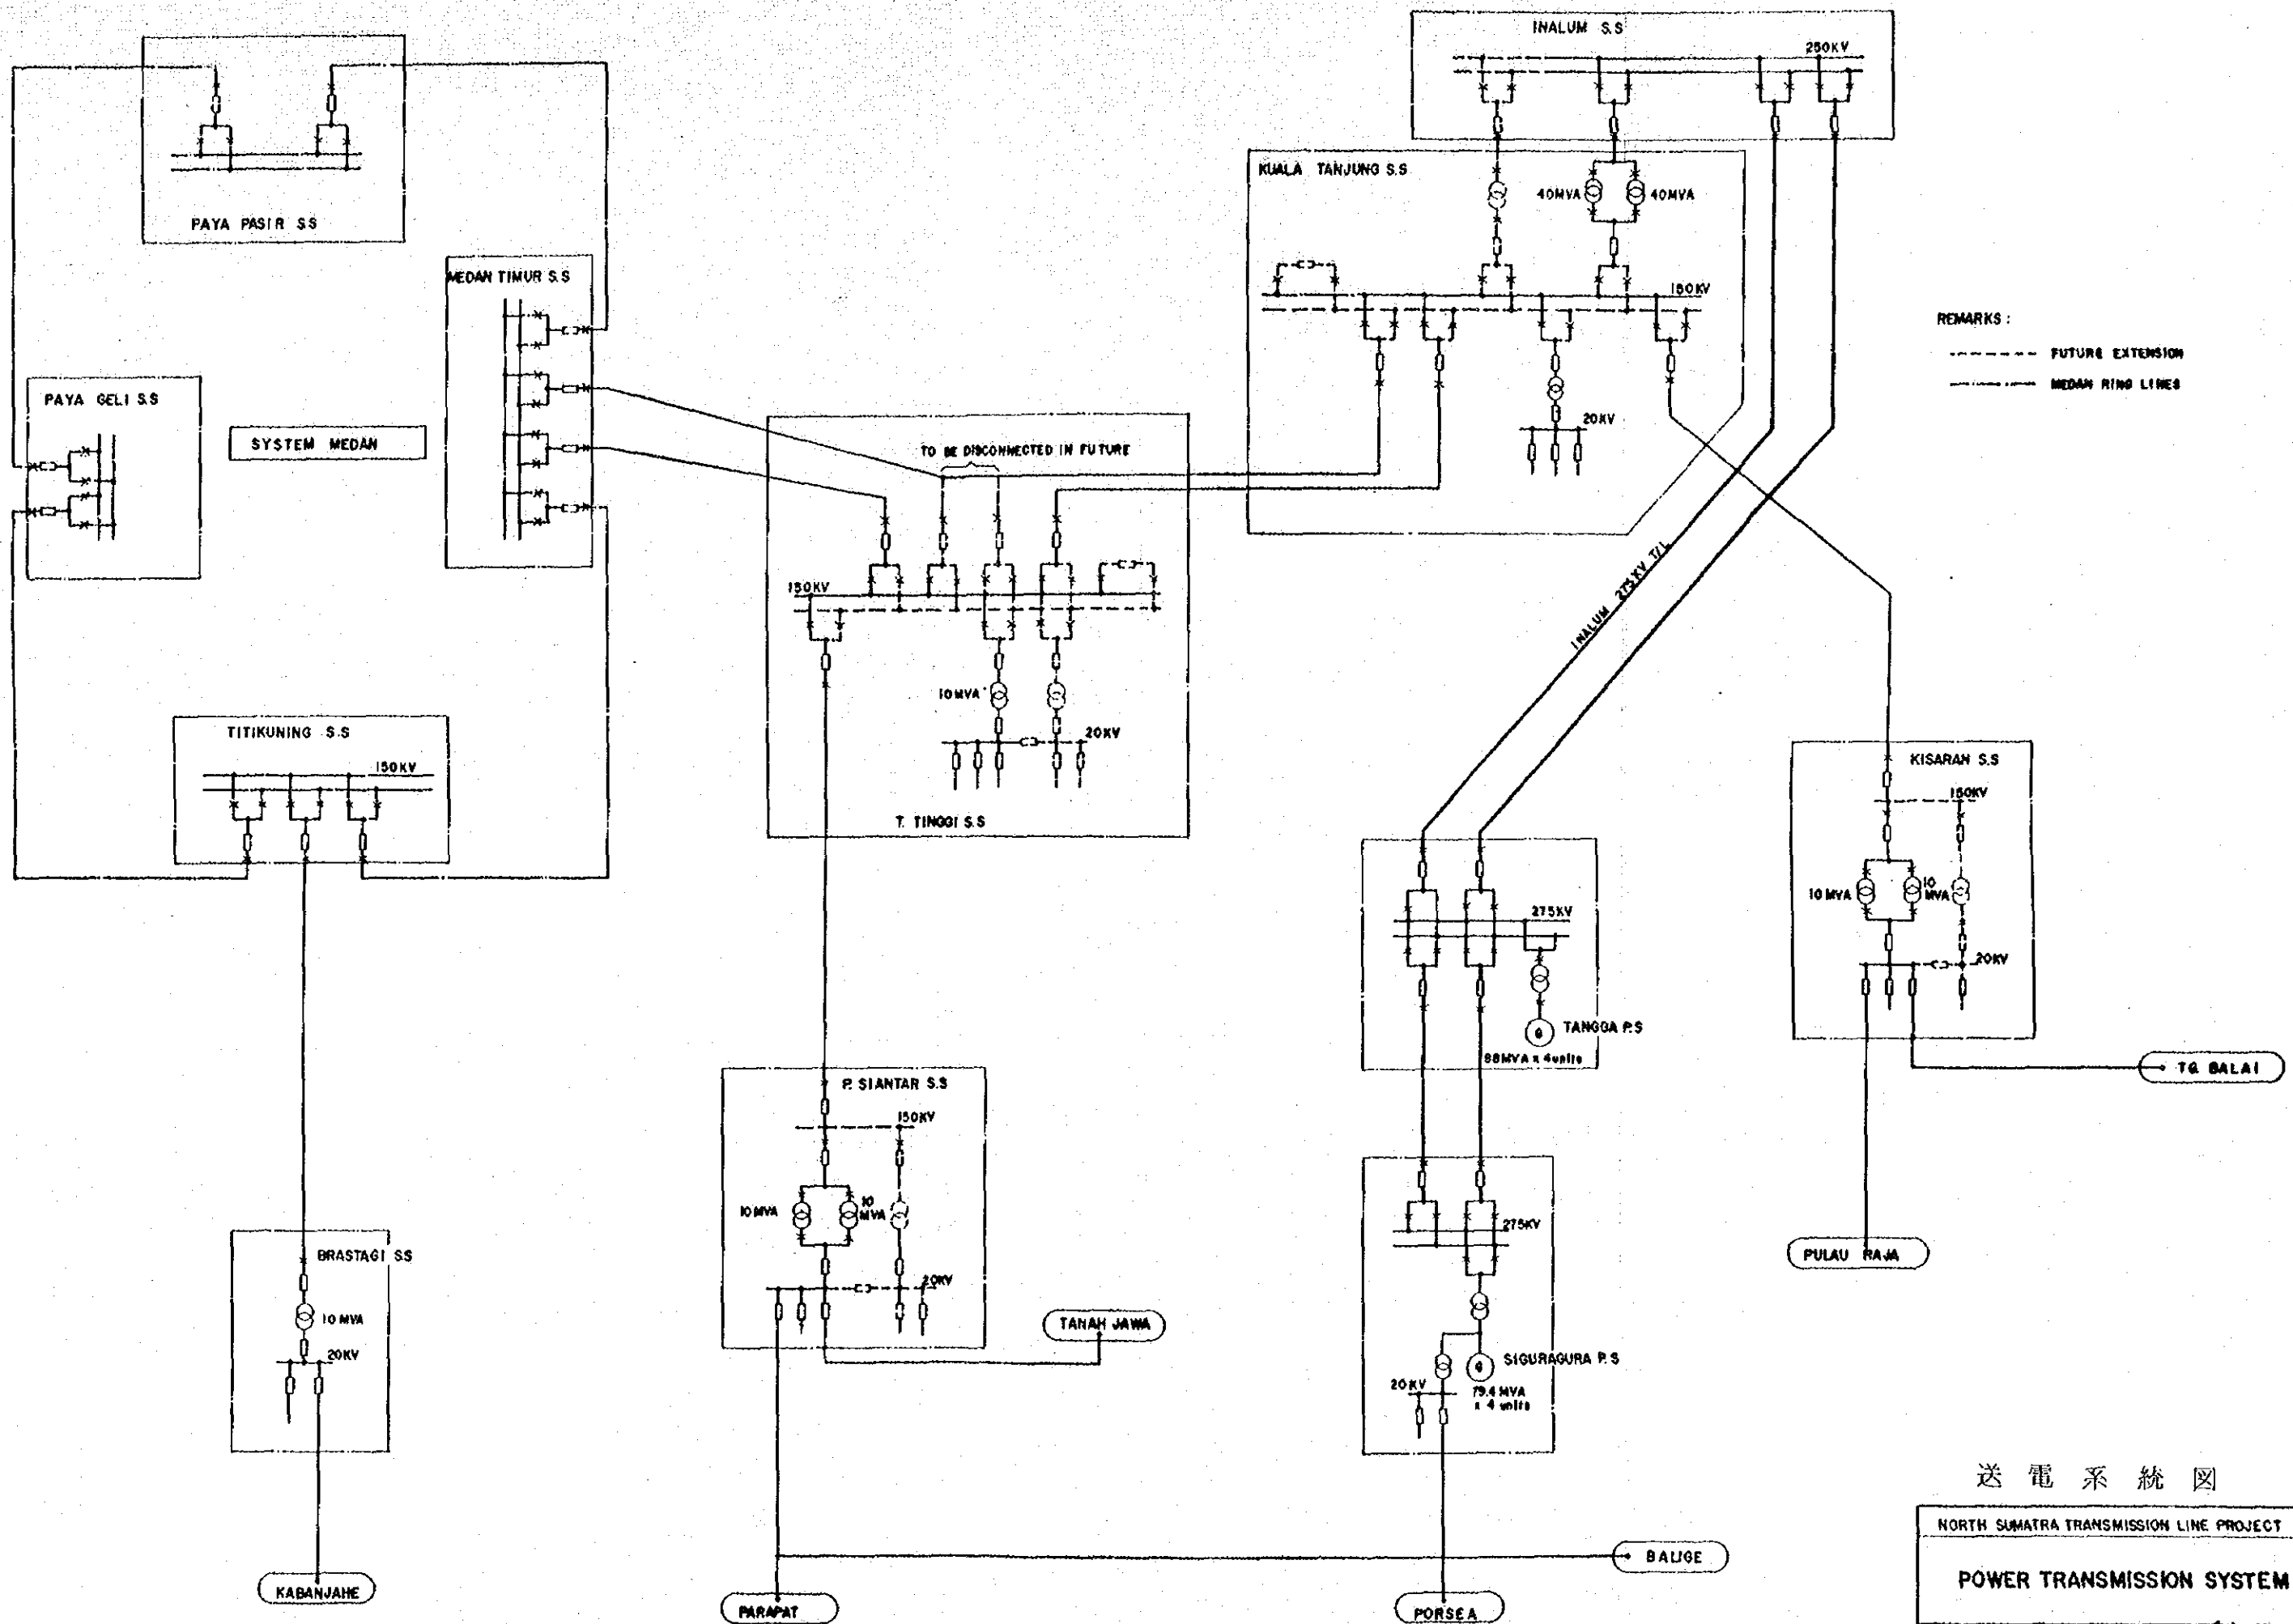 INALUM S.S
250KV
PAYA PASIR S.S
KUALA TANJUNG S.S
40MVA
40MVA
150KV
20KV
MEDAN TIMUR S.S
REMARKS :
FUTURE EXTENSION
MEDAN RING LINES
PAYA GELI S.S
SYSTEM MEDAN
TO BE DISCONNECTED IN FUTURE
150KV
10MVA
20KV
T. TINGGI S.S
INALUM 275KV T/L
TITIKUNING S.S
150KV
KISARAN S.S
150KV
10 MVA
10
MVA
20KV
275KV
TANGGA P.S
88MVA x 4units
TG BALAI
P. SIANTAR S.S
150KV
10 MVA
10
MVA
20KV
TANAH JAWA
275KV
SIGURAGURA P.S
20KV
79.4 MVA
x 4 units
PULAU RAJA
BRASTAGI S.S
10 MVA
20KV
KABANJAHE
PARAPAT
BALIGE
PORSEA
送電系統図
NORTH SUMATRA TRANSMISSION LINE PROJECT
POWER TRANSMISSION SYSTEM